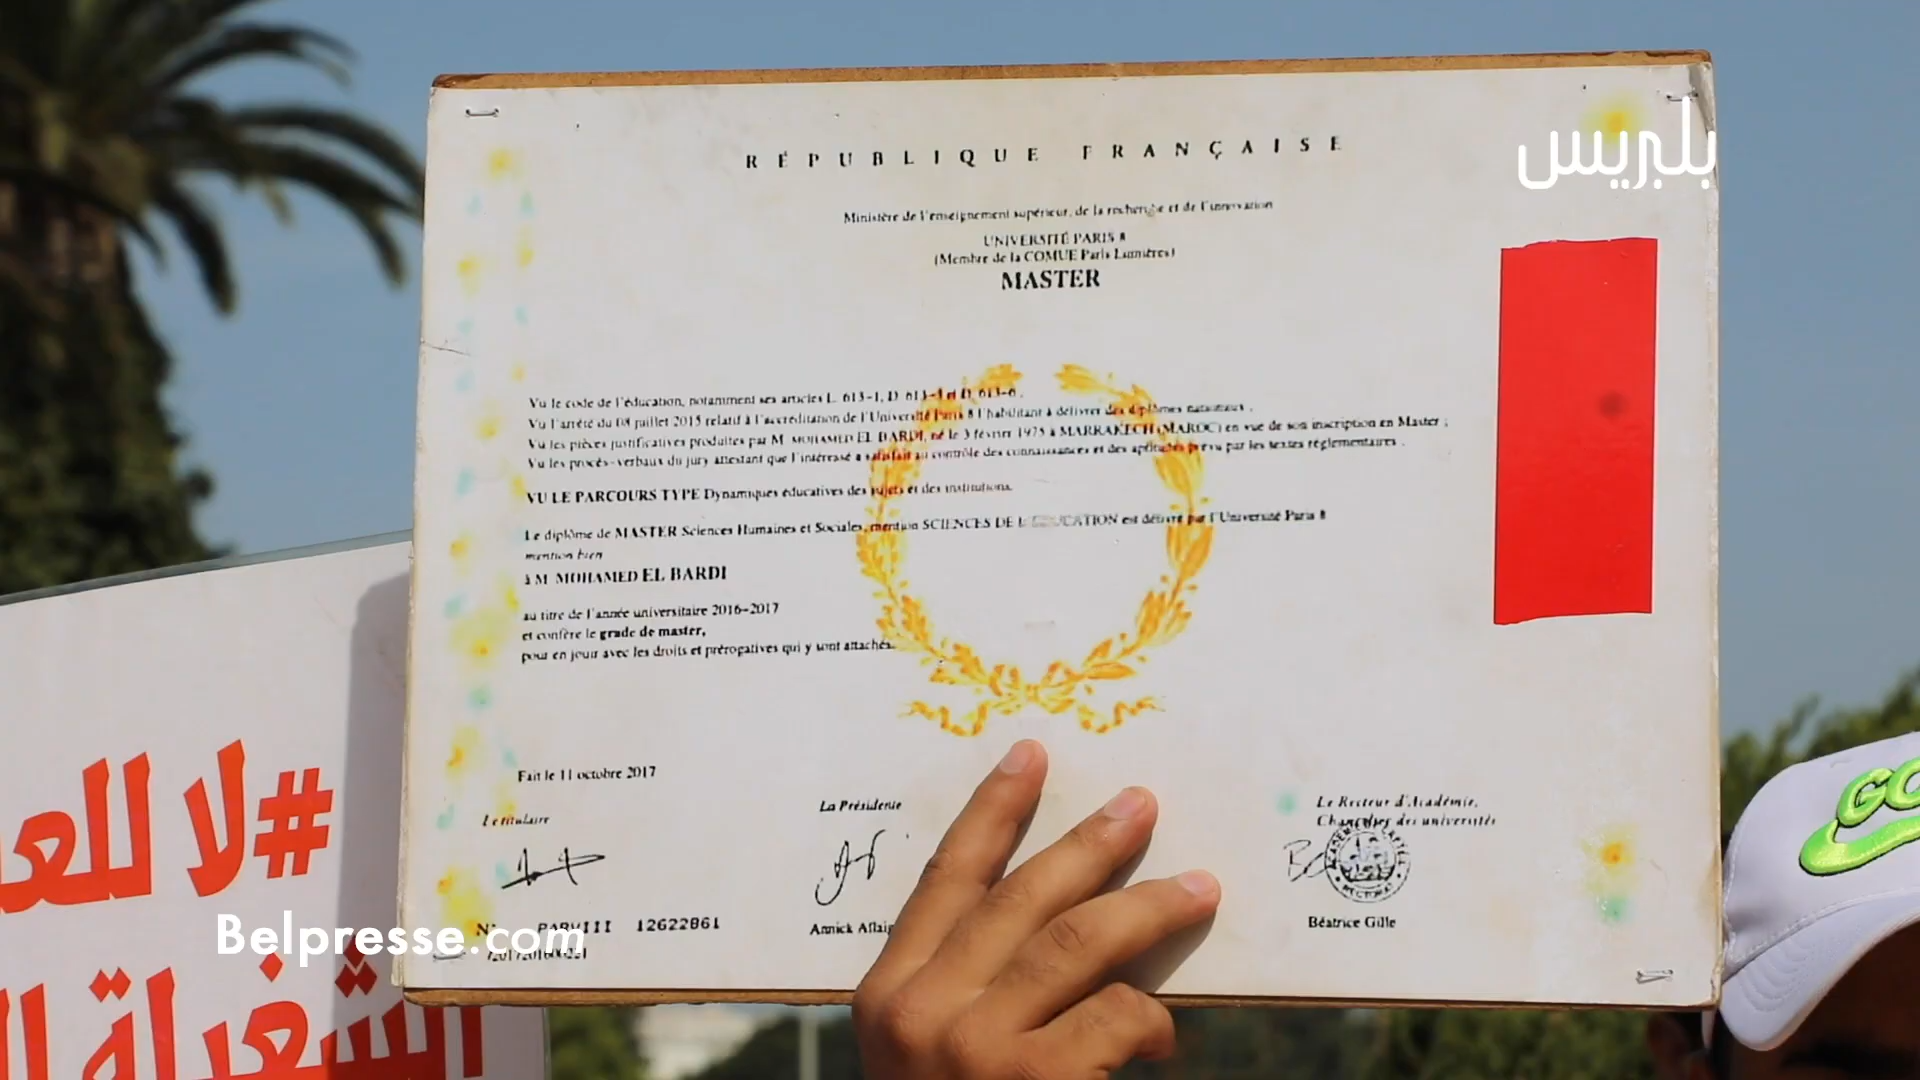 RÉPUBLIQUE FRANÇAISE
Ministère de l'enseignement supérieur, de la recherche et de l'innovation
UNIVERSITÉ PARIS 8
(Membre de la COMUE Paris Lumières)
MASTER
Vu le code de l'éducation, notamment ses articles L. 613-1, D. 613-3 et D. 613-6 ,
Vu l'arrêté du 08 juillet 2015 relatif à l'accréditation de l'Université Paris 8 l'habilitant à délivrer des diplômes nationaux ,
Vu les pièces justificatives produites par M. MOHAMED EL BARDI, né le 3 février 1975 à MARRAKECH (MAROC) en vue de son inscription en Master ;
Vu les procès-verbaux du jury attestant que l'intéressé a satisfait au contrôle des connaissances et des aptitudes prévu par les textes réglementaires .
VU LE PARCOURS TYPE Dynamiques éducatives des sujets et des institutions.
Le diplôme de MASTER Sciences Humaines et Sociales, mention SCIENCES DE L'EDUCATION est délivré par l'Université Paris 8
mention bien
à M. MOHAMED EL BARDI
au titre de l'année universitaire 2016-2017
et confère le grade de master,
pour en jouir avec les droits et prérogatives qui y sont attachés.
Fait le 11 octobre 2017
Le titulaire
La Présidente
Le Recteur d'Académie,
Chancelier des universités
N° PARVIII 12622861
Annick
Béatrice Gille
بلبريس
Belpresse.com
#لا
GO